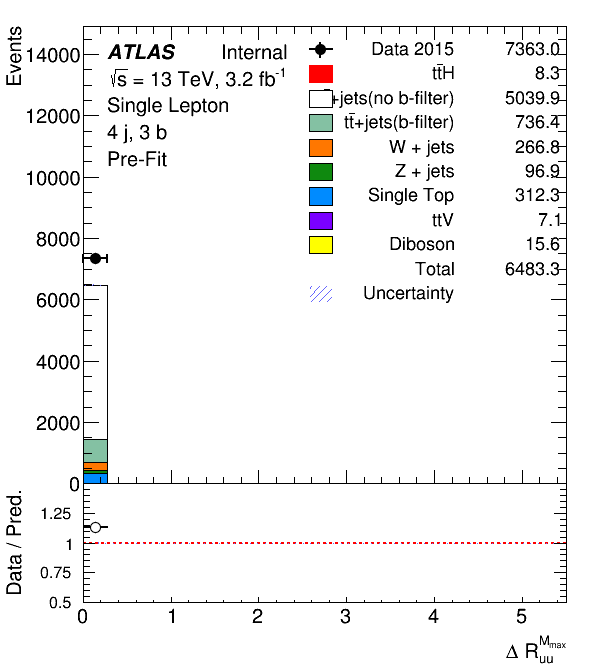 Events
14000
12000
10000
8000
6000
4000
2000
0
ATLAS Internal
√s = 13 TeV, 3.2 fb⁻¹
Single Lepton
4 j, 3 b
Pre-Fit
Data 2015 7363.0
tt̄H 8.3
+jets(no b-filter) 5039.9
tt̄+jets(b-filter) 736.4
W + jets 266.8
Z + jets 96.9
Single Top 312.3
ttV 7.1
Diboson 15.6
Total 6483.3
Uncertainty
Data / Pred.
1.25
1
0.75
0.5
0 1 2 3 4 5
Δ R_uu^M_max